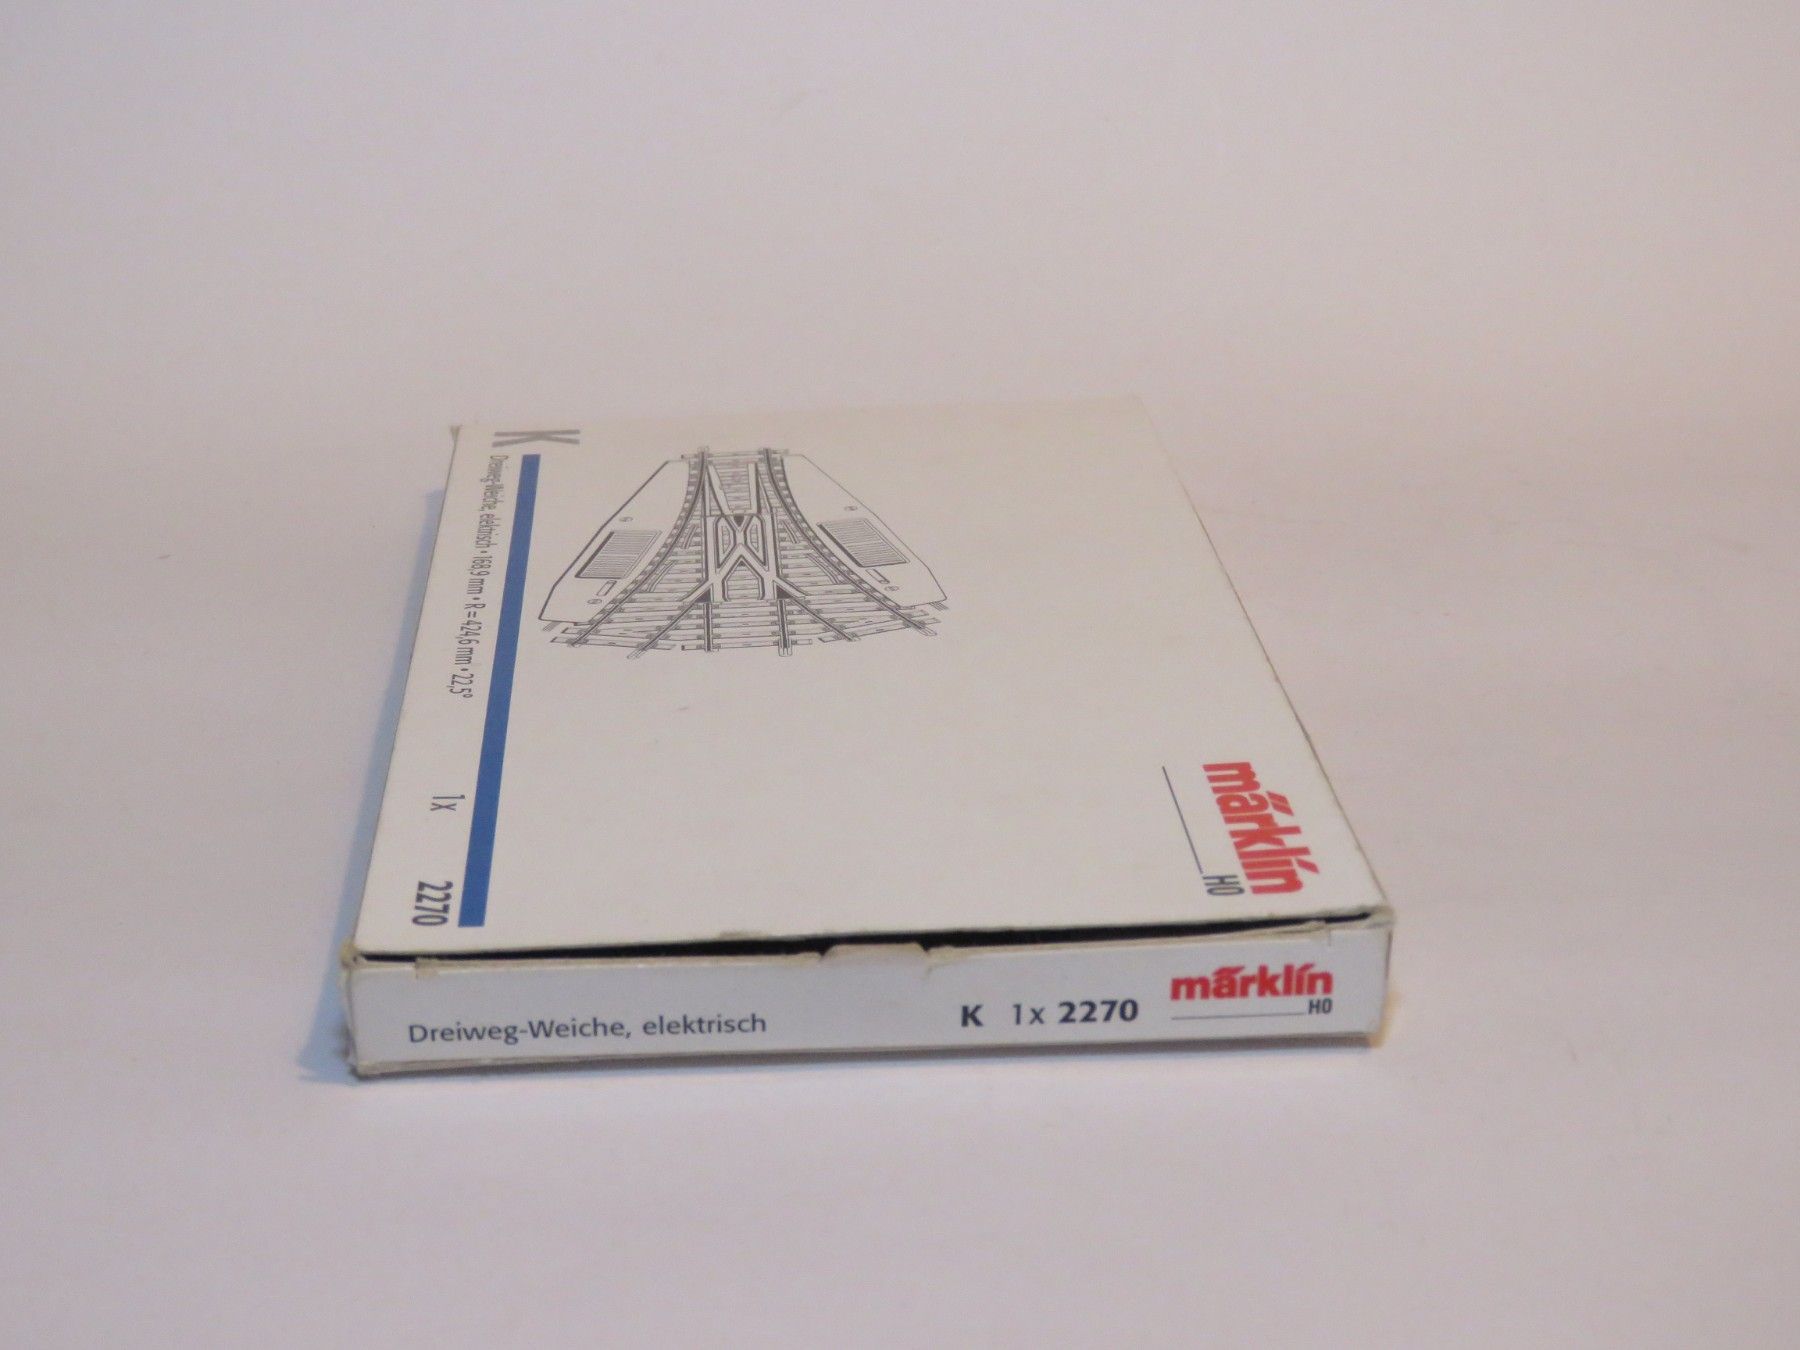 K
Dreiweg-Weiche, elektrisch • 168,9 mm • R = 424,6 mm • 22,5° 1x 2270
märklin
H0
Dreiweg-Weiche, elektrisch K 1x 2270 märklin
H0